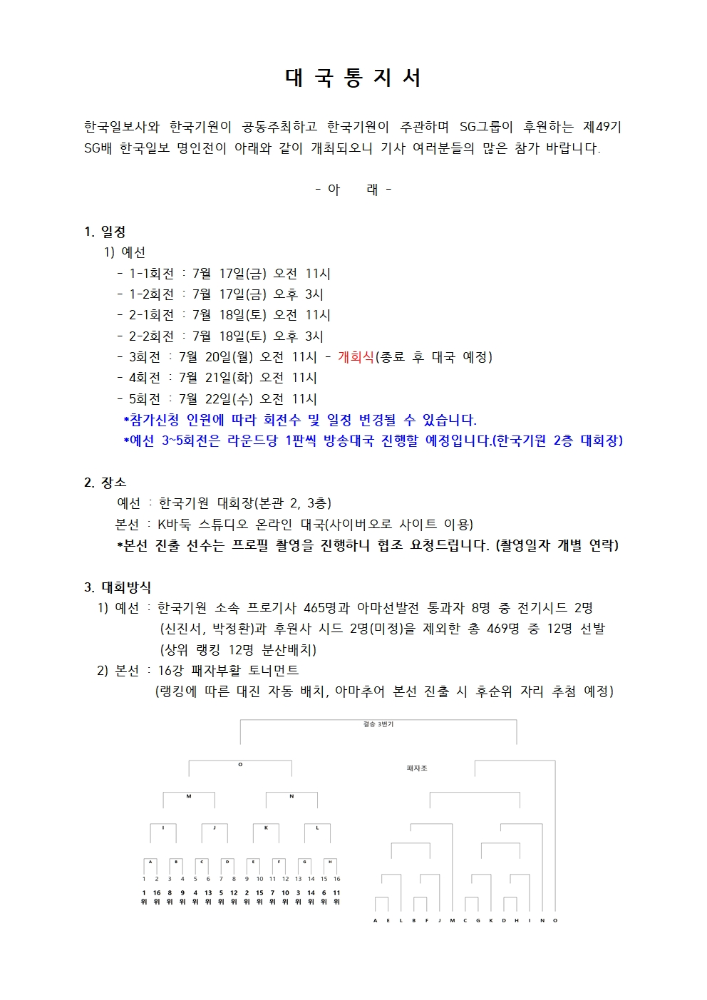 대 국 통 지 서
한국일보사와 한국기원이 공동주최하고 한국기원이 주관하며 SG그룹이 후원하는 제49기
SG배 한국일보 명인전이 아래와 같이 개최되오니 기사 여러분들의 많은 참가 바랍니다.
- 아 래 -
1. 일정
1) 예선
- 1-1회전 : 7월 17일(금) 오전 11시
- 1-2회전 : 7월 17일(금) 오후 3시
- 2-1회전 : 7월 18일(토) 오전 11시
- 2-2회전 : 7월 18일(토) 오후 3시
- 3회전 : 7월 20일(월) 오전 11시 - 개회식(종료 후 대국 예정)
- 4회전 : 7월 21일(화) 오전 11시
- 5회전 : 7월 22일(수) 오전 11시
*참가신청 인원에 따라 회전수 및 일정 변경될 수 있습니다.
*예선 3~5회전은 라운드당 1판씩 방송대국 진행할 예정입니다.(한국기원 2층 대회장)
2. 장소
예선 : 한국기원 대회장(본관 2, 3층)
본선 : K바둑 스튜디오 온라인 대국(사이버오로 사이트 이용)
*본선 진출 선수는 프로필 촬영을 진행하니 협조 요청드립니다. (촬영일자 개별 연락)
3. 대회방식
1) 예선 : 한국기원 소속 프로기사 465명과 아마선발전 통과자 8명 중 전기시드 2명
(신진서, 박정환)과 후원사 시드 2명(미정)을 제외한 총 469명 중 12명 선발
(상위 랭킹 12명 분산배치)
2) 본선 : 16강 패자부활 토너먼트
(랭킹에 따른 대진 자동 배치, 아마추어 본선 진출 시 후순위 자리 추첨 예정)
결승 3번기
O
패자조
M N
I J K L
A B C D E F G H
1 2 3 4 5 6 7 8 9 10 11 12 13 14 15 16
1 16 8 9 4 13 5 12 2 15 7 10 3 14 6 11
위 위 위 위 위 위 위 위 위 위 위 위 위 위 위 위
A E L B F J M C G K D H I N O